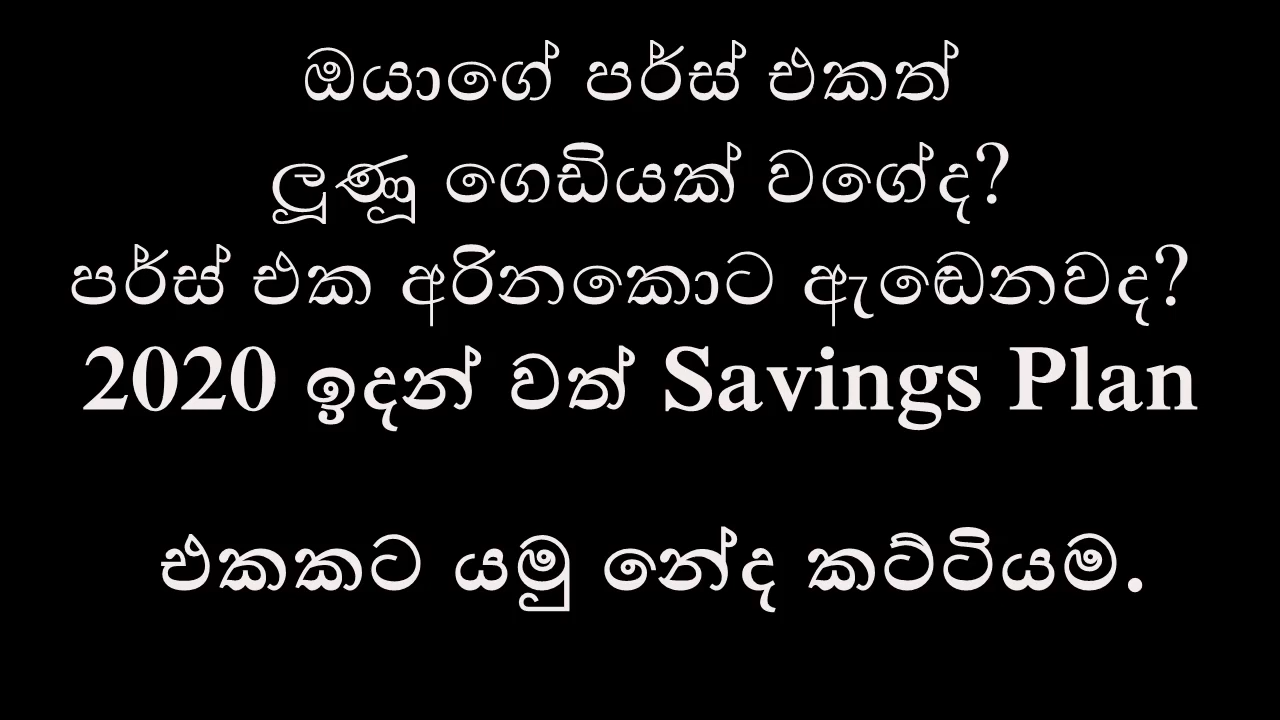 ඔයාගේ පර්ස් එකත්
ලූණූ ගෙඩියක් වගේද?
පර්ස් එක අරිනකොට ඇඬෙනවද?
2020 ඉදන් වත් Savings Plan
එකකට යමු නේද කට්ටියම.